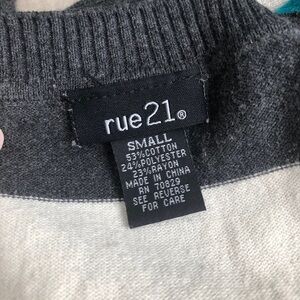 rue21®
SMALL
53%COTTON
24%POLYESTER
23%RAYON
MADE IN CHINA
RN 70829
SEE REVERSE
FOR CARE